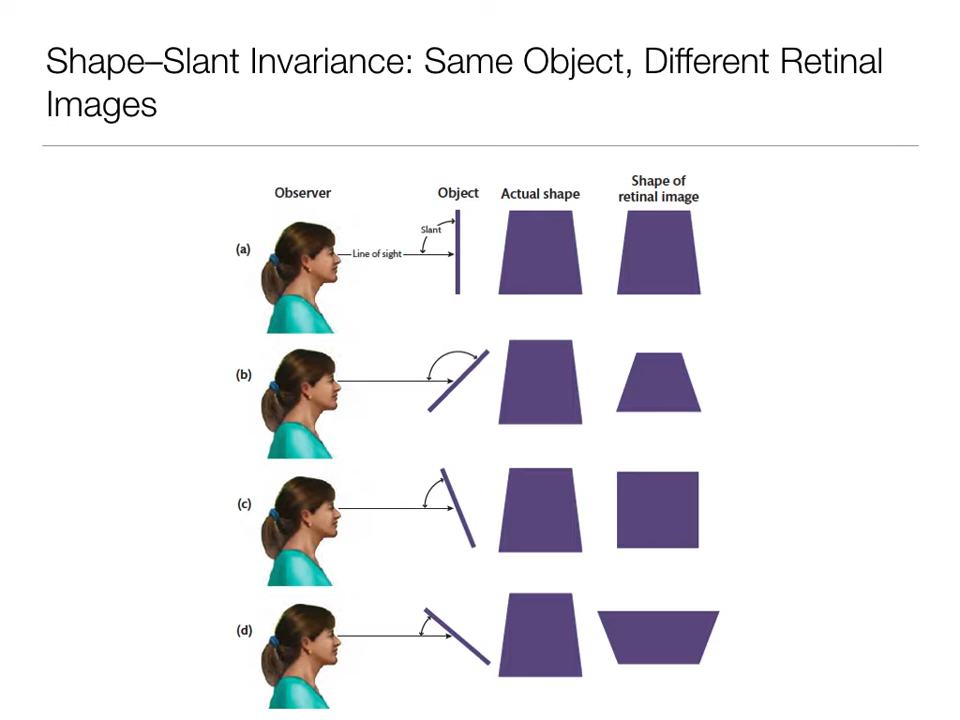 Shape–Slant Invariance: Same Object, Different Retinal
Images
Observer
Object
Actual shape
Shape of
retinal image
(a)
Slant
Line of sight
(b)
(c)
(d)